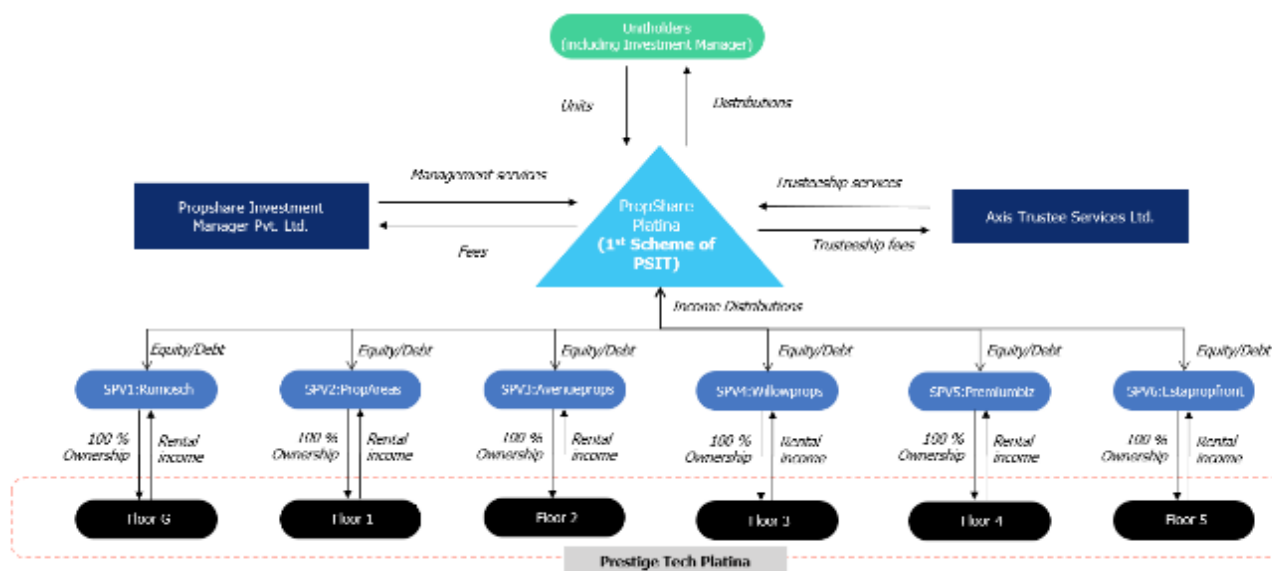 Unitholders
(including Investment Manager)
Units
Distributions
Management services
Trusteeship services
Propshare Investment
Manager Pvt. Ltd.
PropShare
Platina
(1st Scheme of
PSIT)
Axis Trustee Services Ltd.
Fees
Trusteeship fees
Income Distributions
Equity/Debt
Equity/Debt
Equity/Debt
Equity/Debt
Equity/Debt
Equity/Debt
SPV1:Rumosch
SPV2:PropAreas
SPV3:Avenueprops
SPV4:Willowprops
SPV5:Premiumbiz
SPV6:Estapropfront
100 %
Ownership
Rental
income
100 %
Ownership
Rental
income
100 %
Ownership
Rental
income
100 %
Ownership
Rental
income
100 %
Ownership
Rental
income
100 %
Ownership
Rental
income
Floor G
Floor 1
Floor 2
Floor 3
Floor 4
Floor 5
Prestige Tech Platina